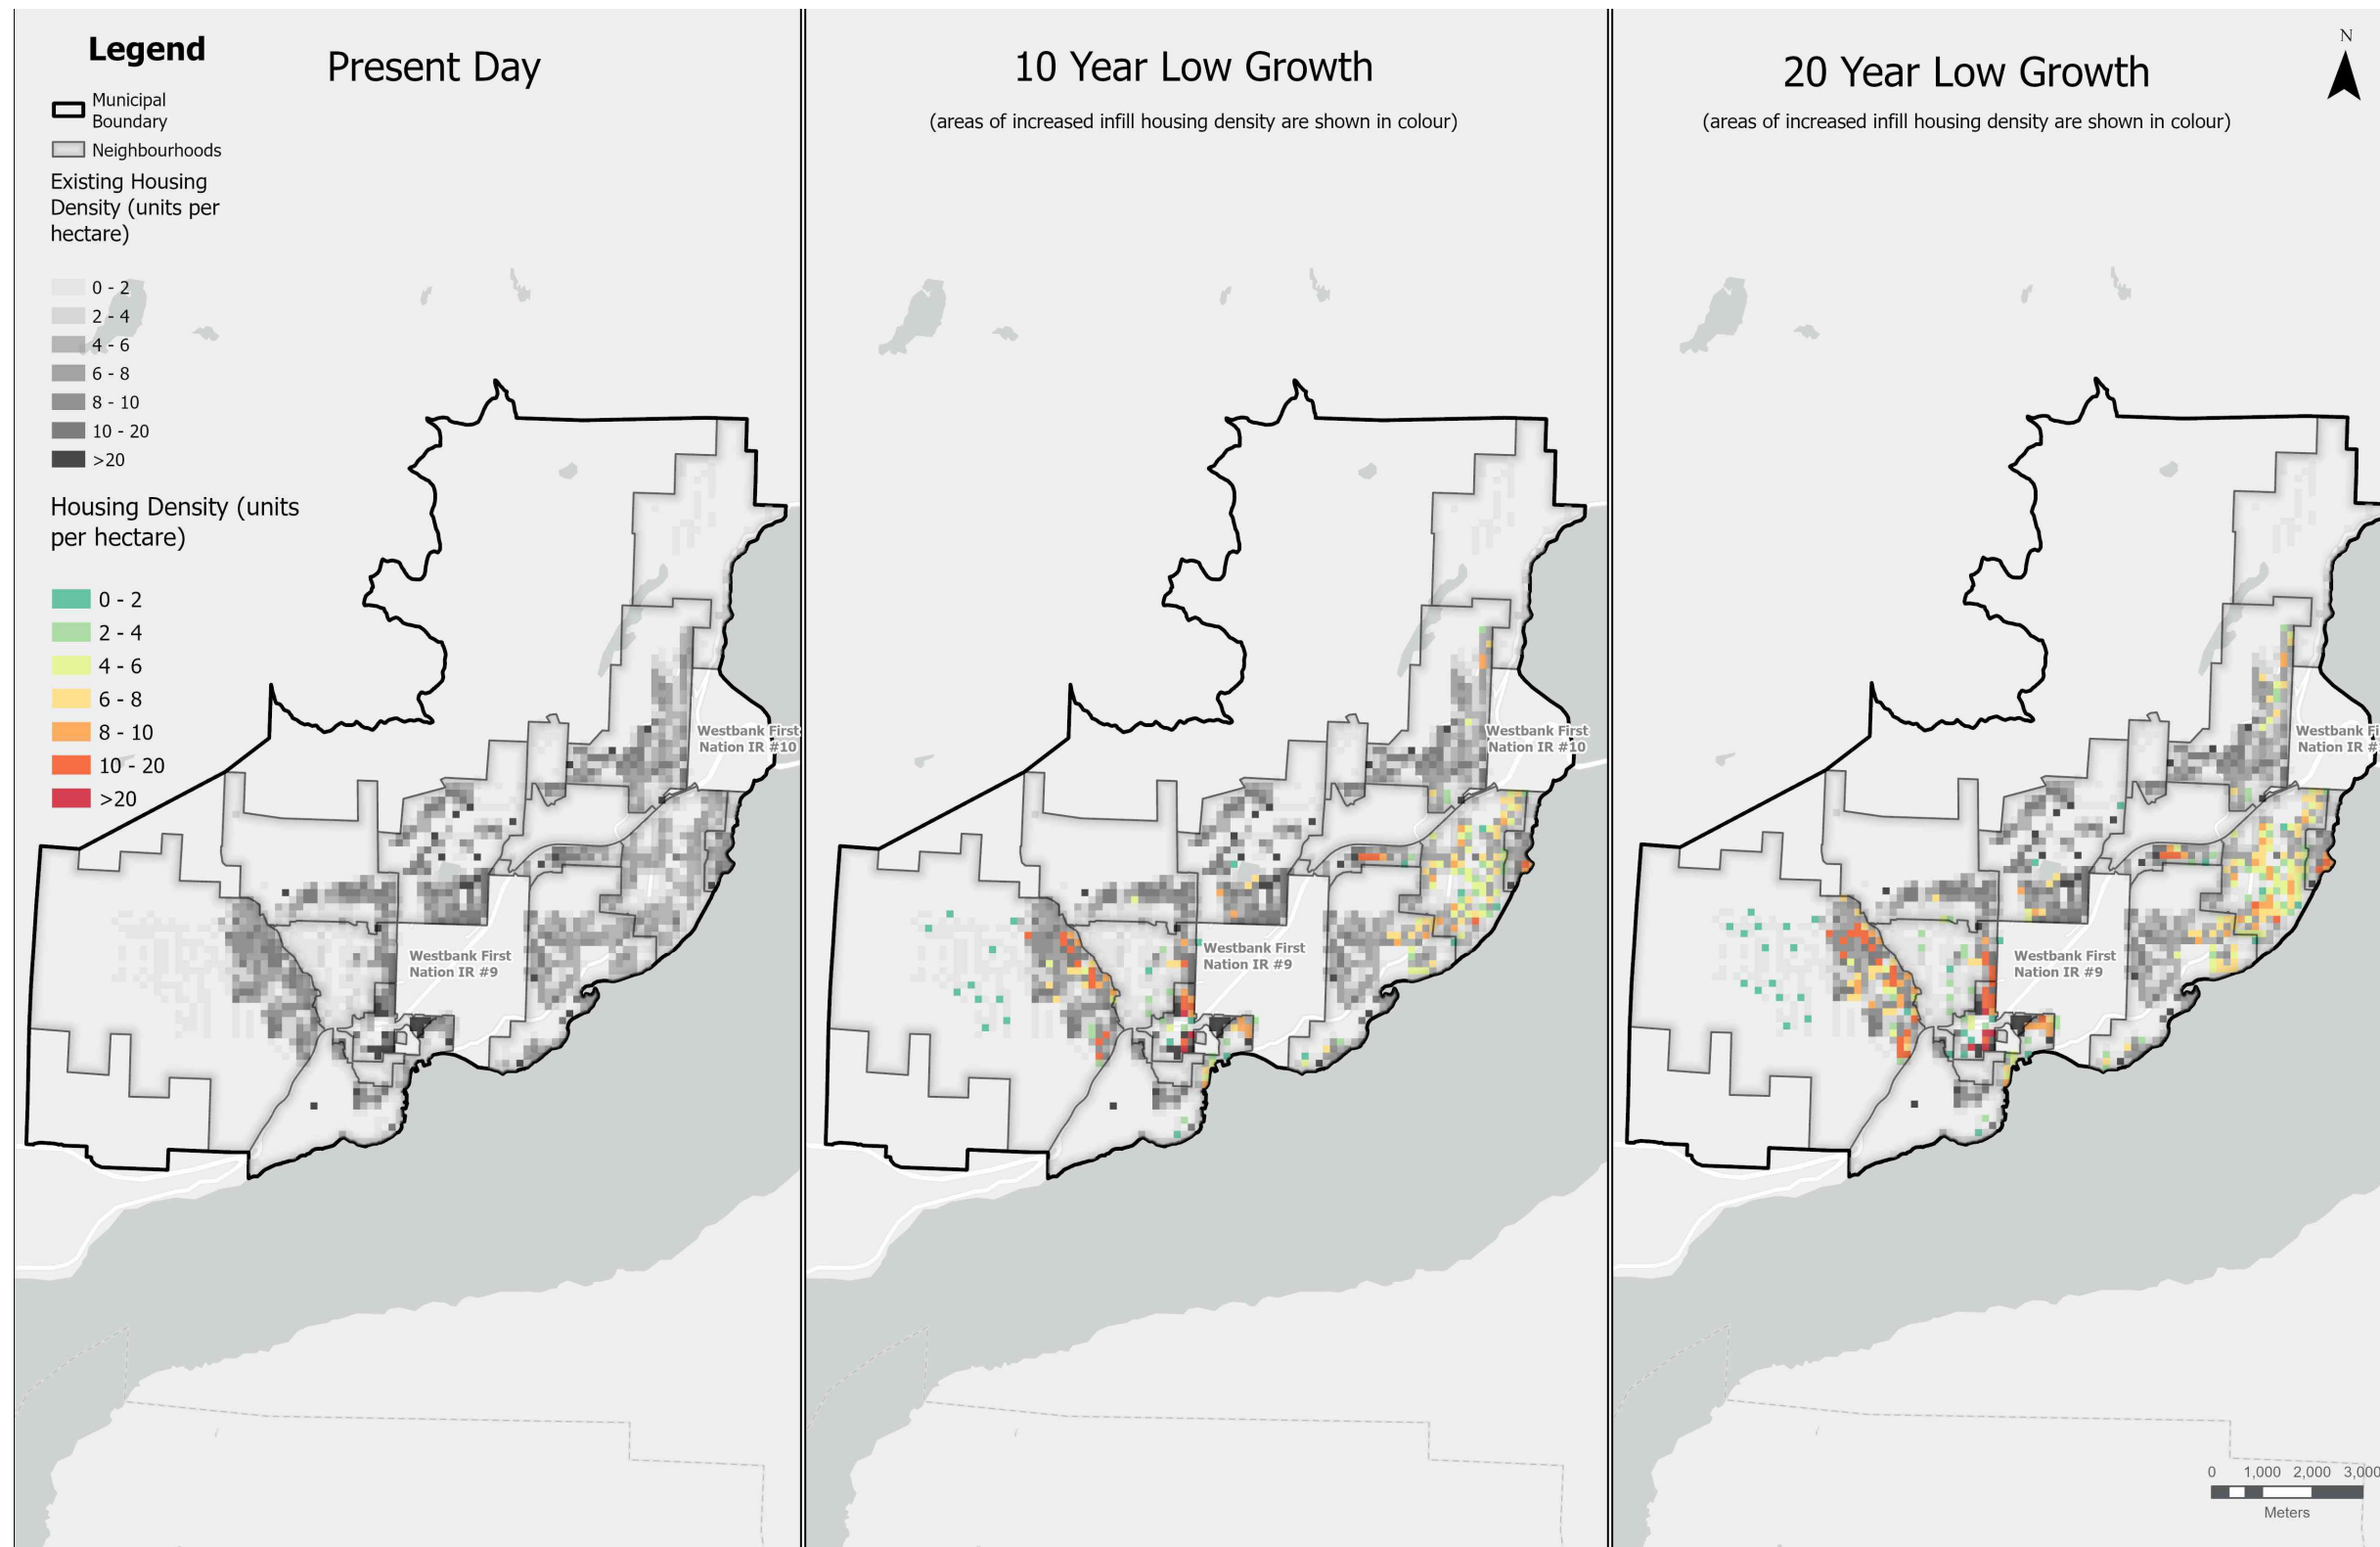 Legend
Municipal
Boundary
Neighbourhoods
Existing Housing
Density (units per
hectare)
0 - 2
2 - 4
4 - 6
6 - 8
8 - 10
10 - 20
>20
Housing Density (units
per hectare)
0 - 2
2 - 4
4 - 6
6 - 8
8 - 10
10 - 20
>20
Present Day
Westbank First
Nation IR #10
Westbank First
Nation IR #9
10 Year Low Growth
(areas of increased infill housing density are shown in colour)
Westbank First
Nation IR #10
Westbank First
Nation IR #9
20 Year Low Growth
(areas of increased infill housing density are shown in colour)
N
Westbank Fi
Nation IR #
Westbank First
Nation IR #9
0 1,000 2,000 3,000
Meters